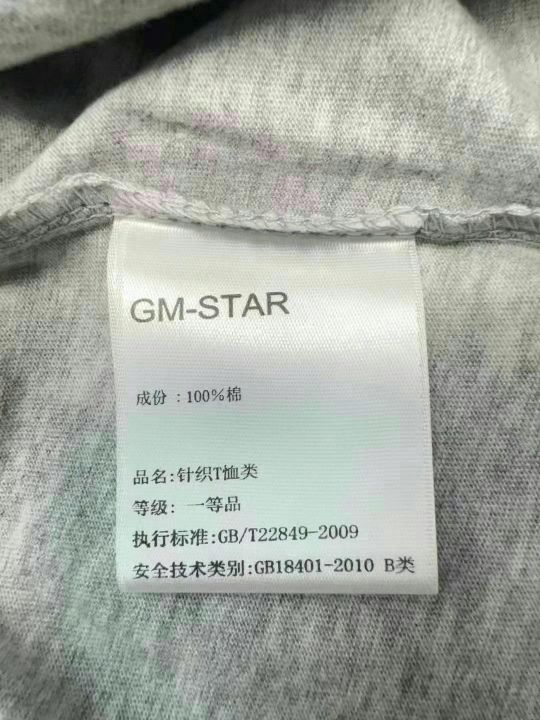 GM-STAR
成份：100%棉
品名:针织T恤类
等级: 一等品
执行标准:GB/T22849-2009
安全技术类别:GB18401-2010 B类